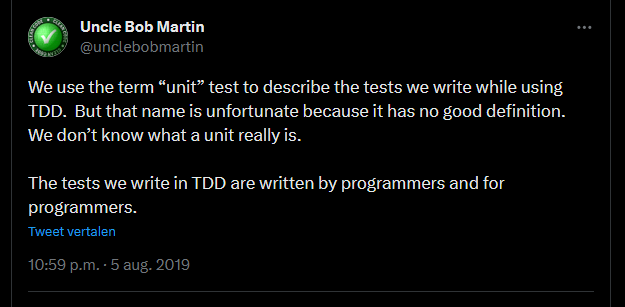 Uncle Bob Martin
@unclebobmartin
We use the term “unit” test to describe the tests we write while using
TDD.  But that name is unfortunate because it has no good definition.
We don’t know what a unit really is.
The tests we write in TDD are written by programmers and for
programmers.
Tweet vertalen
10:59 p.m. · 5 aug. 2019